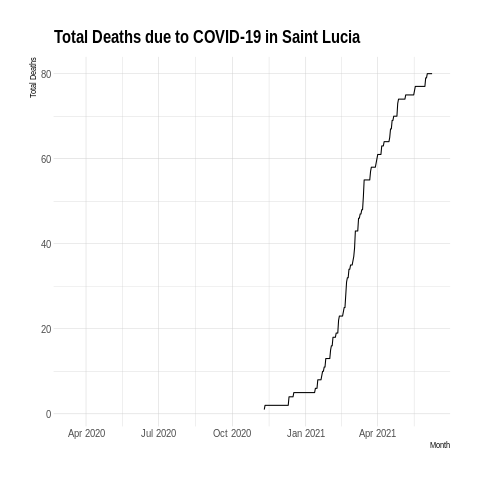 Total Deaths due to COVID-19 in Saint Lucia
Total Deaths
80
60
40
20
0
Apr 2020 Jul 2020 Oct 2020 Jan 2021 Apr 2021
Month